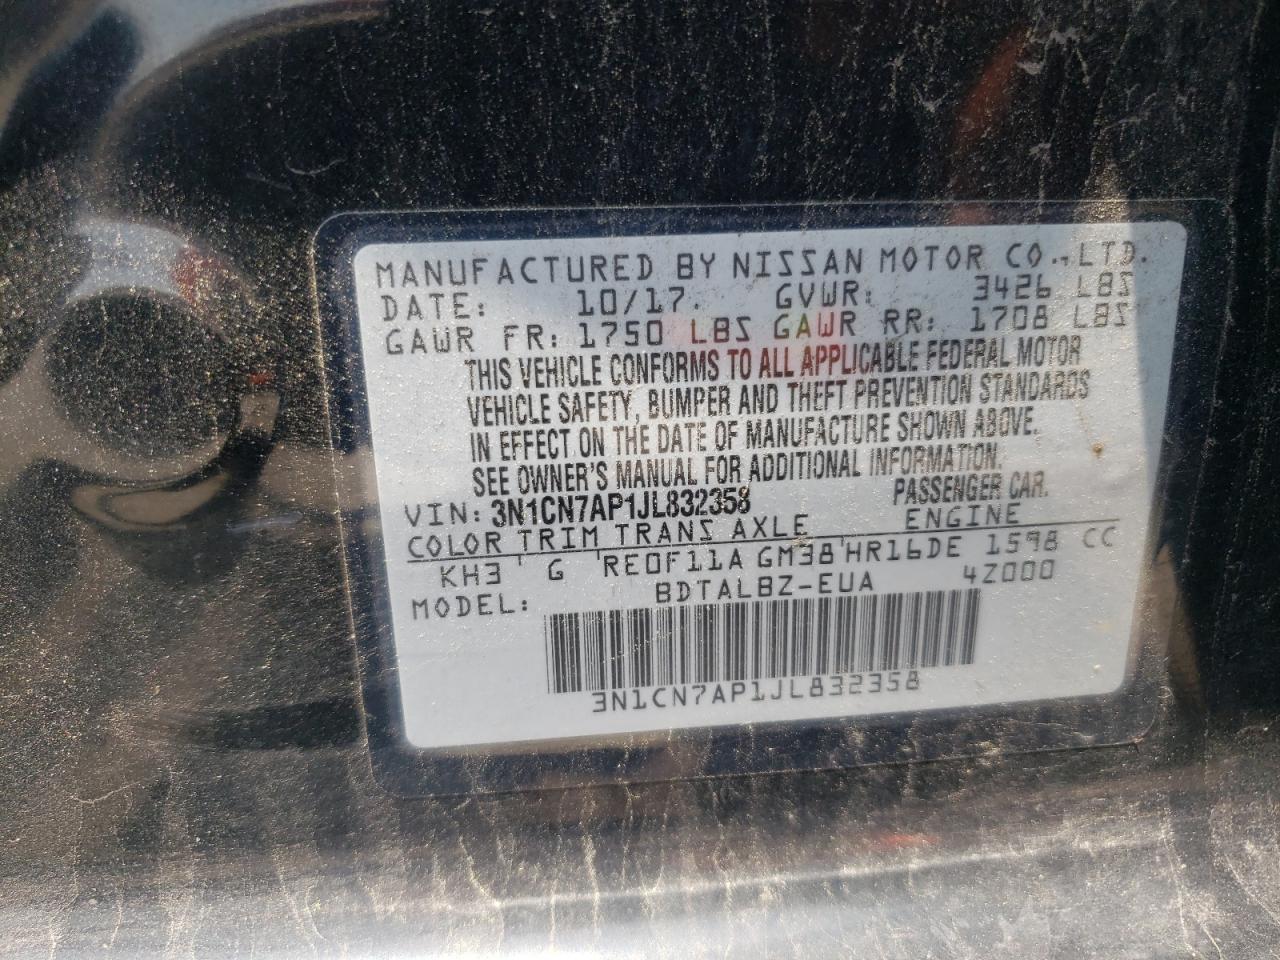 MANUFACTURED BY NISSAN MOTOR CO., LTD.
DATE: 10/17. GVWR: 3426 LBS
GAWR FR: 1750 LBS GAWR RR: 1708 LBS
THIS VEHICLE CONFORMS TO ALL APPLICABLE FEDERAL MOTOR
VEHICLE SAFETY, BUMPER AND THEFT PREVENTION STANDARDS
IN EFFECT ON THE DATE OF MANUFACTURE SHOWN ABOVE.
SEE OWNER'S MANUAL FOR ADDITIONAL INFORMATION.
VIN: 3N1CN7AP1JL832358 PASSENGER CAR.
COLOR TRIM TRANS AXLE ENGINE
KH3 ' G 'RE0F11A GM38'HR16DE 1598 CC
MODEL: BDTALBZ-EUA 4Z000
3N1CN7AP1JL832358